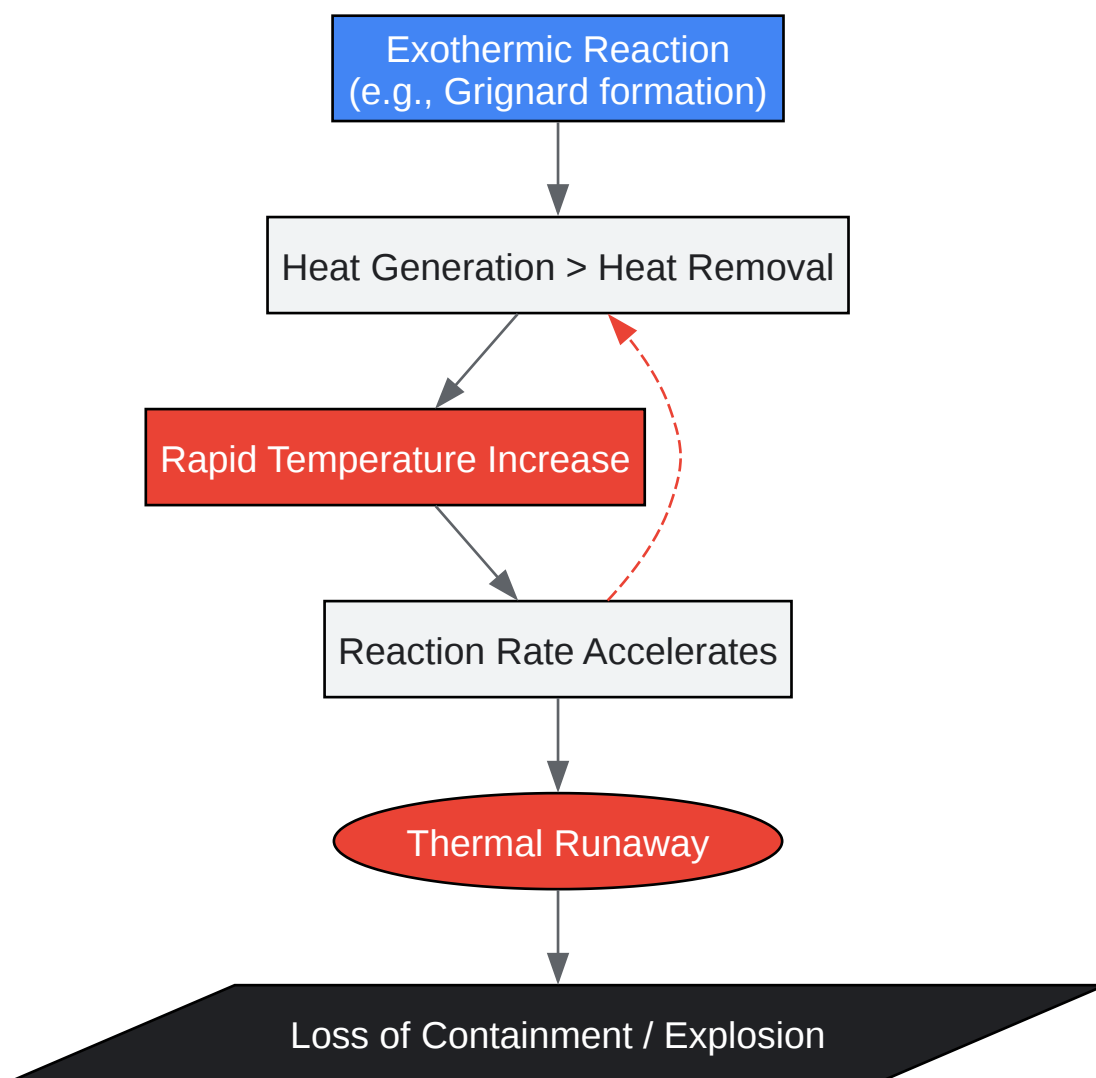 Exothermic Reaction
(e.g., Grignard formation)
Heat Generation > Heat Removal
Rapid Temperature Increase
Reaction Rate Accelerates
Thermal Runaway
Loss of Containment / Explosion